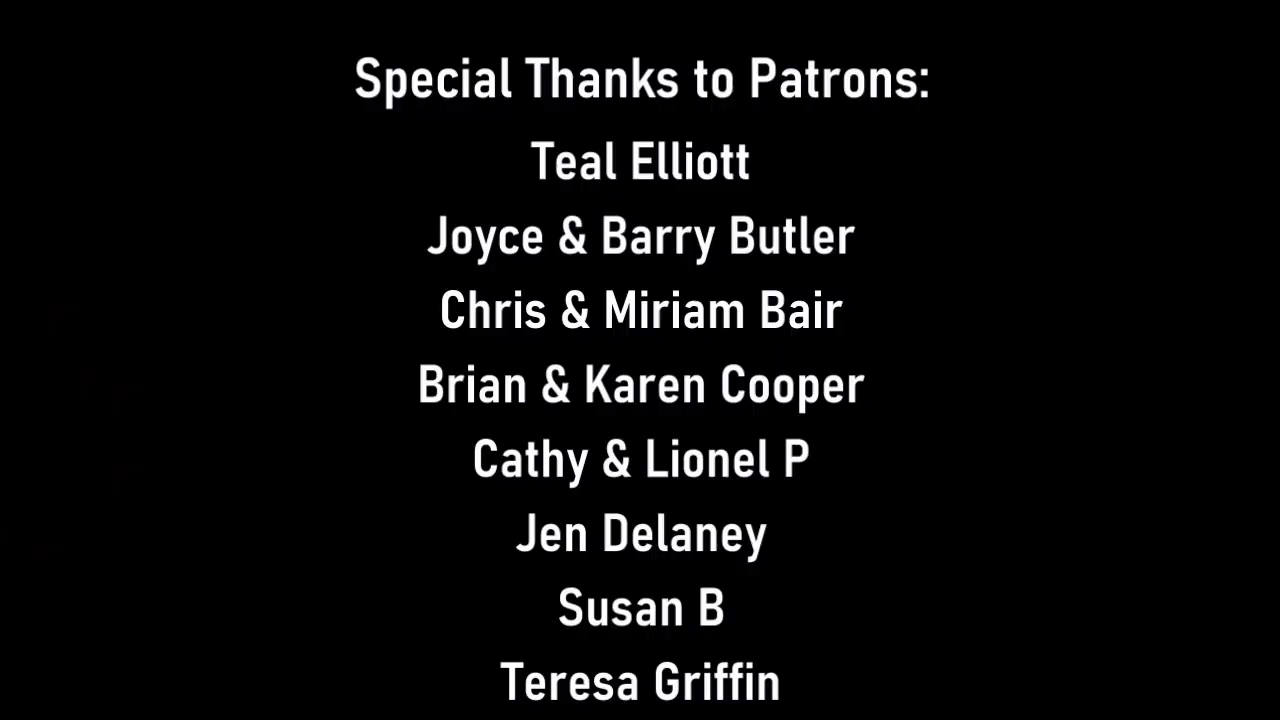 Special Thanks to Patrons:
Teal Elliott
Joyce & Barry Butler
Chris & Miriam Bair
Brian & Karen Cooper
Cathy & Lionel P
Jen Delaney
Susan B
Teresa Griffin